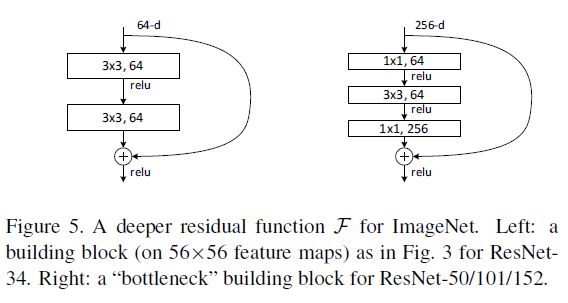 64-d
3x3, 64
relu
3x3, 64
+
relu
256-d
1x1, 64
relu
3x3, 64
relu
1x1, 256
+
relu
Figure 5. A deeper residual function F for ImageNet. Left: a
building block (on 56×56 feature maps) as in Fig. 3 for ResNet-
34. Right: a “bottleneck” building block for ResNet-50/101/152.